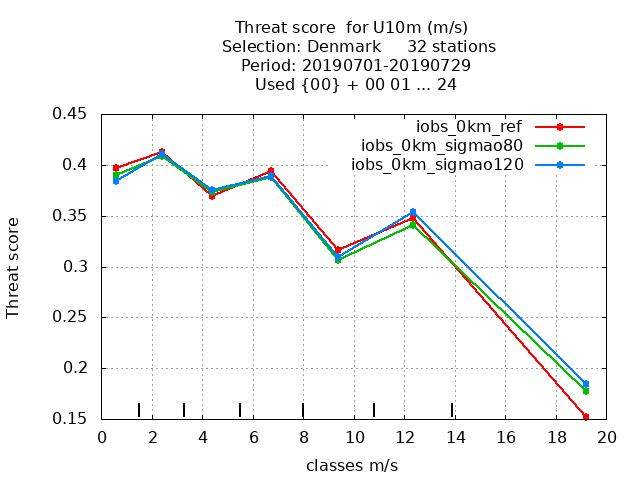 Threat score  for U10m (m/s)
Selection: Denmark     32 stations
Period: 20190701-20190729
Used {00} + 00 01 ... 24
0.45
0.4
0.35
0.3
0.25
0.2
0.15
Threat score
iobs_0km_ref
iobs_0km_sigmao80
iobs_0km_sigmao120
0 2 4 6 8 10 12 14 16 18 20
classes m/s